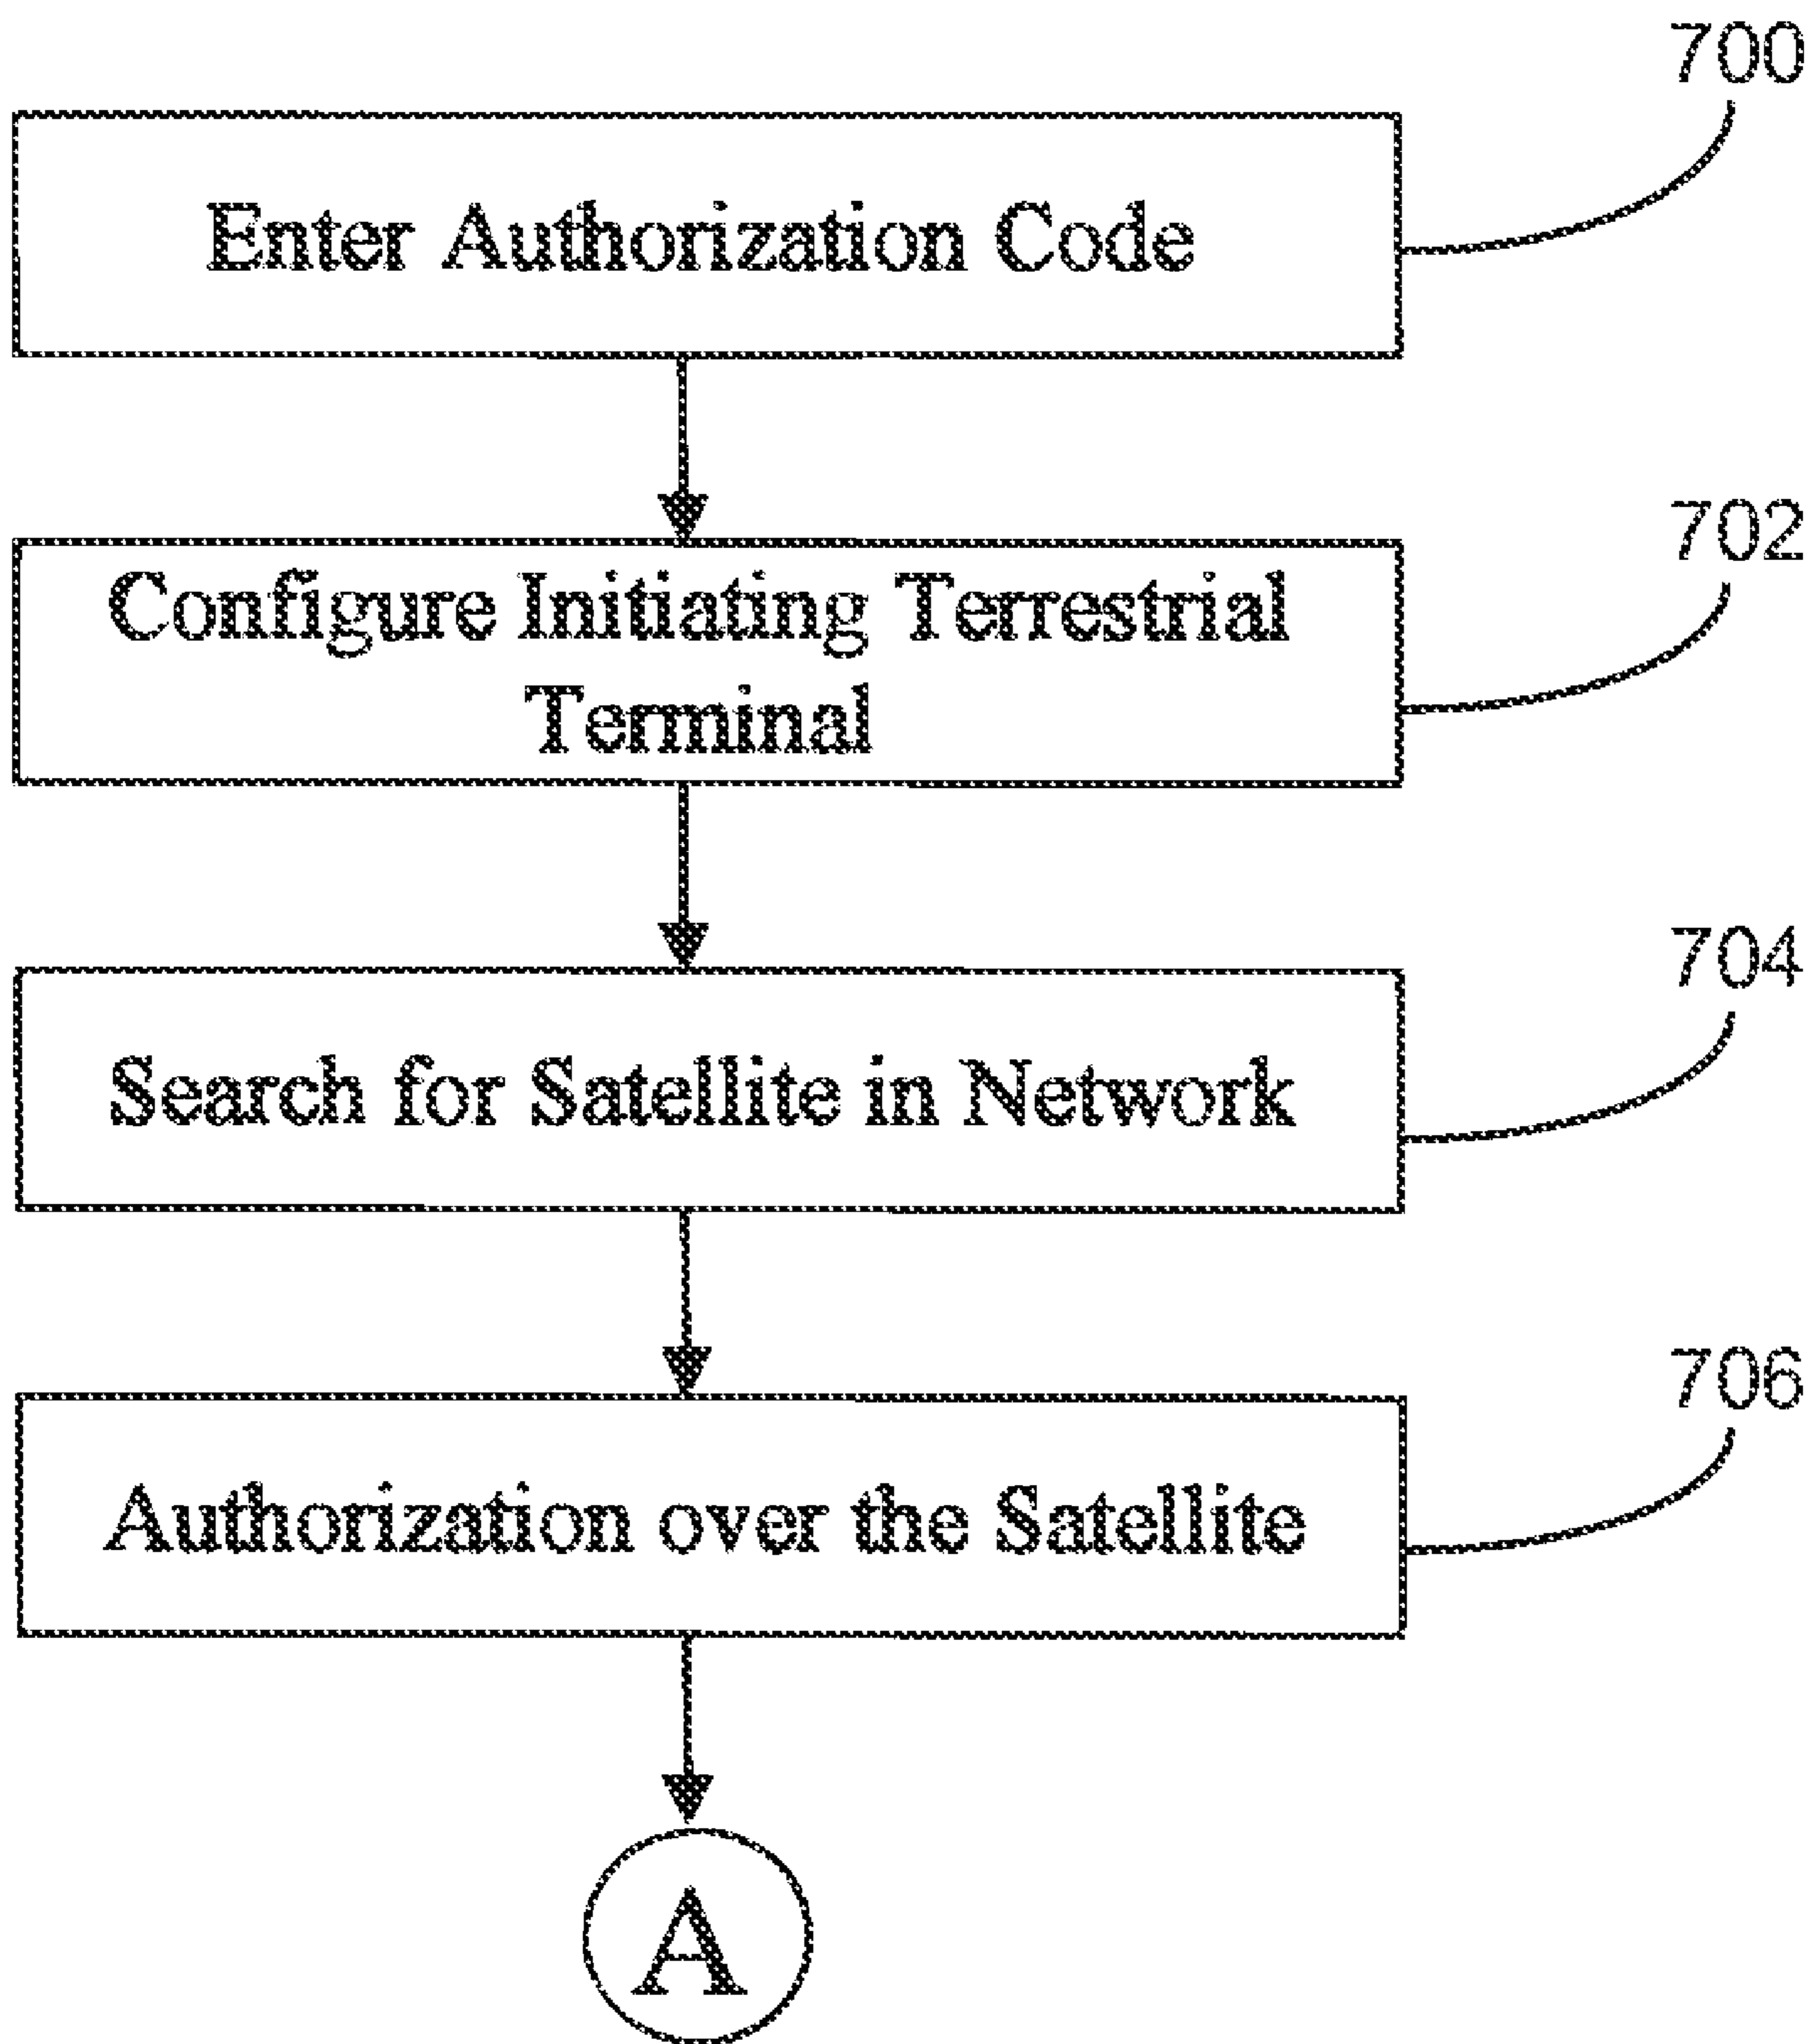 700
Enter Authorization Code
702
Configure Initiating Terrestrial
Terminal
704
Search for Satellite in Network
706
Authorization over the Satellite
A